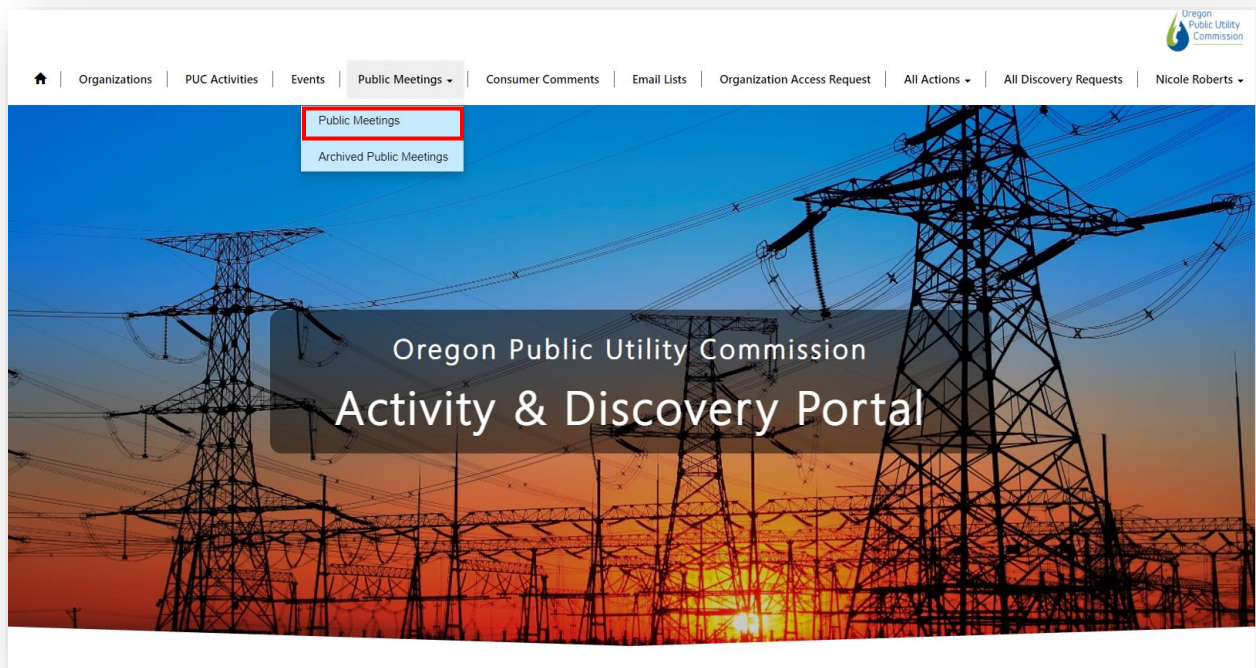 Oregon
Public Utility
Commission
Organizations
PUC Activities
Events
Public Meetings
Consumer Comments
Email Lists
Organization Access Request
All Actions
All Discovery Requests
Nicole Roberts
Public Meetings
Archived Public Meetings
Oregon Public Utility Commission
Activity & Discovery Portal